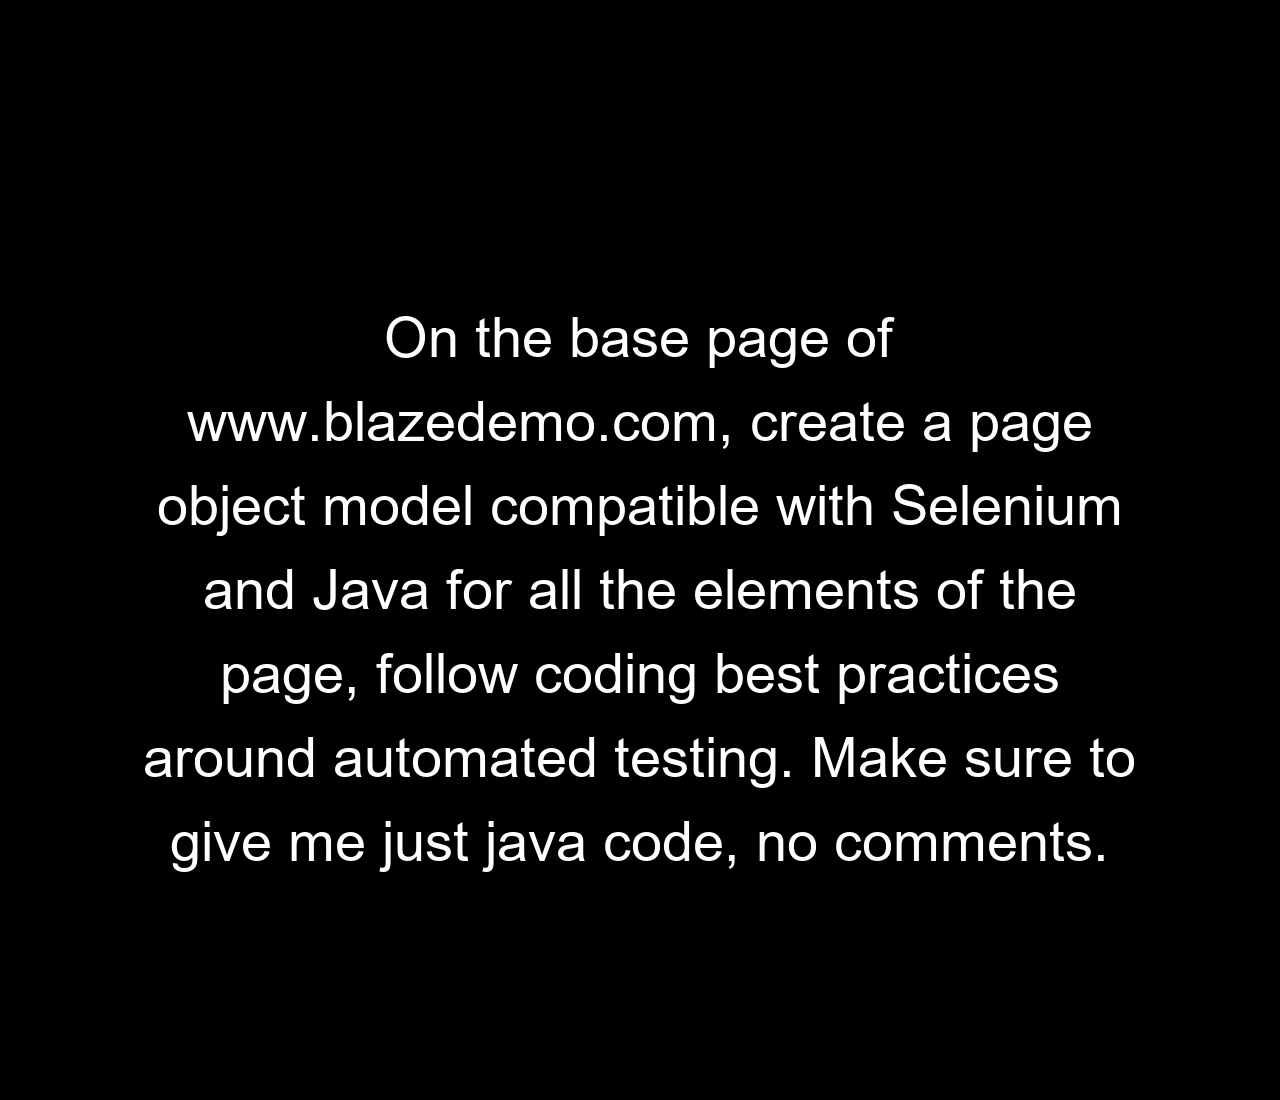 On the base page of
www.blazedemo.com, create a page
object model compatible with Selenium
and Java for all the elements of the
page, follow coding best practices
around automated testing. Make sure to
give me just java code, no comments.